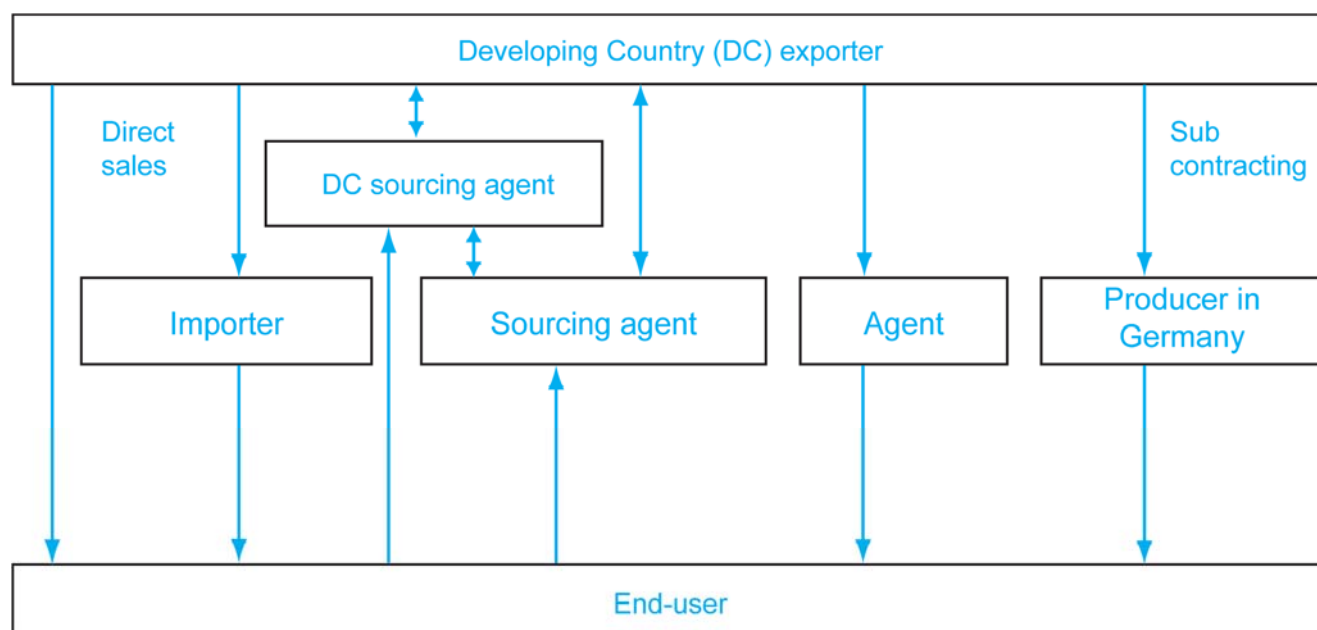 Developing Country (DC) exporter
Direct
sales
Sub
contracting
DC sourcing agent
Importer
Sourcing agent
Agent
Producer in
Germany
End-user